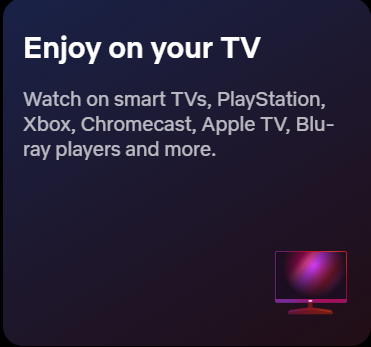 Enjoy on your TV
Watch on smart TVs, PlayStation,
Xbox, Chromecast, Apple TV, Blu-
ray players and more.